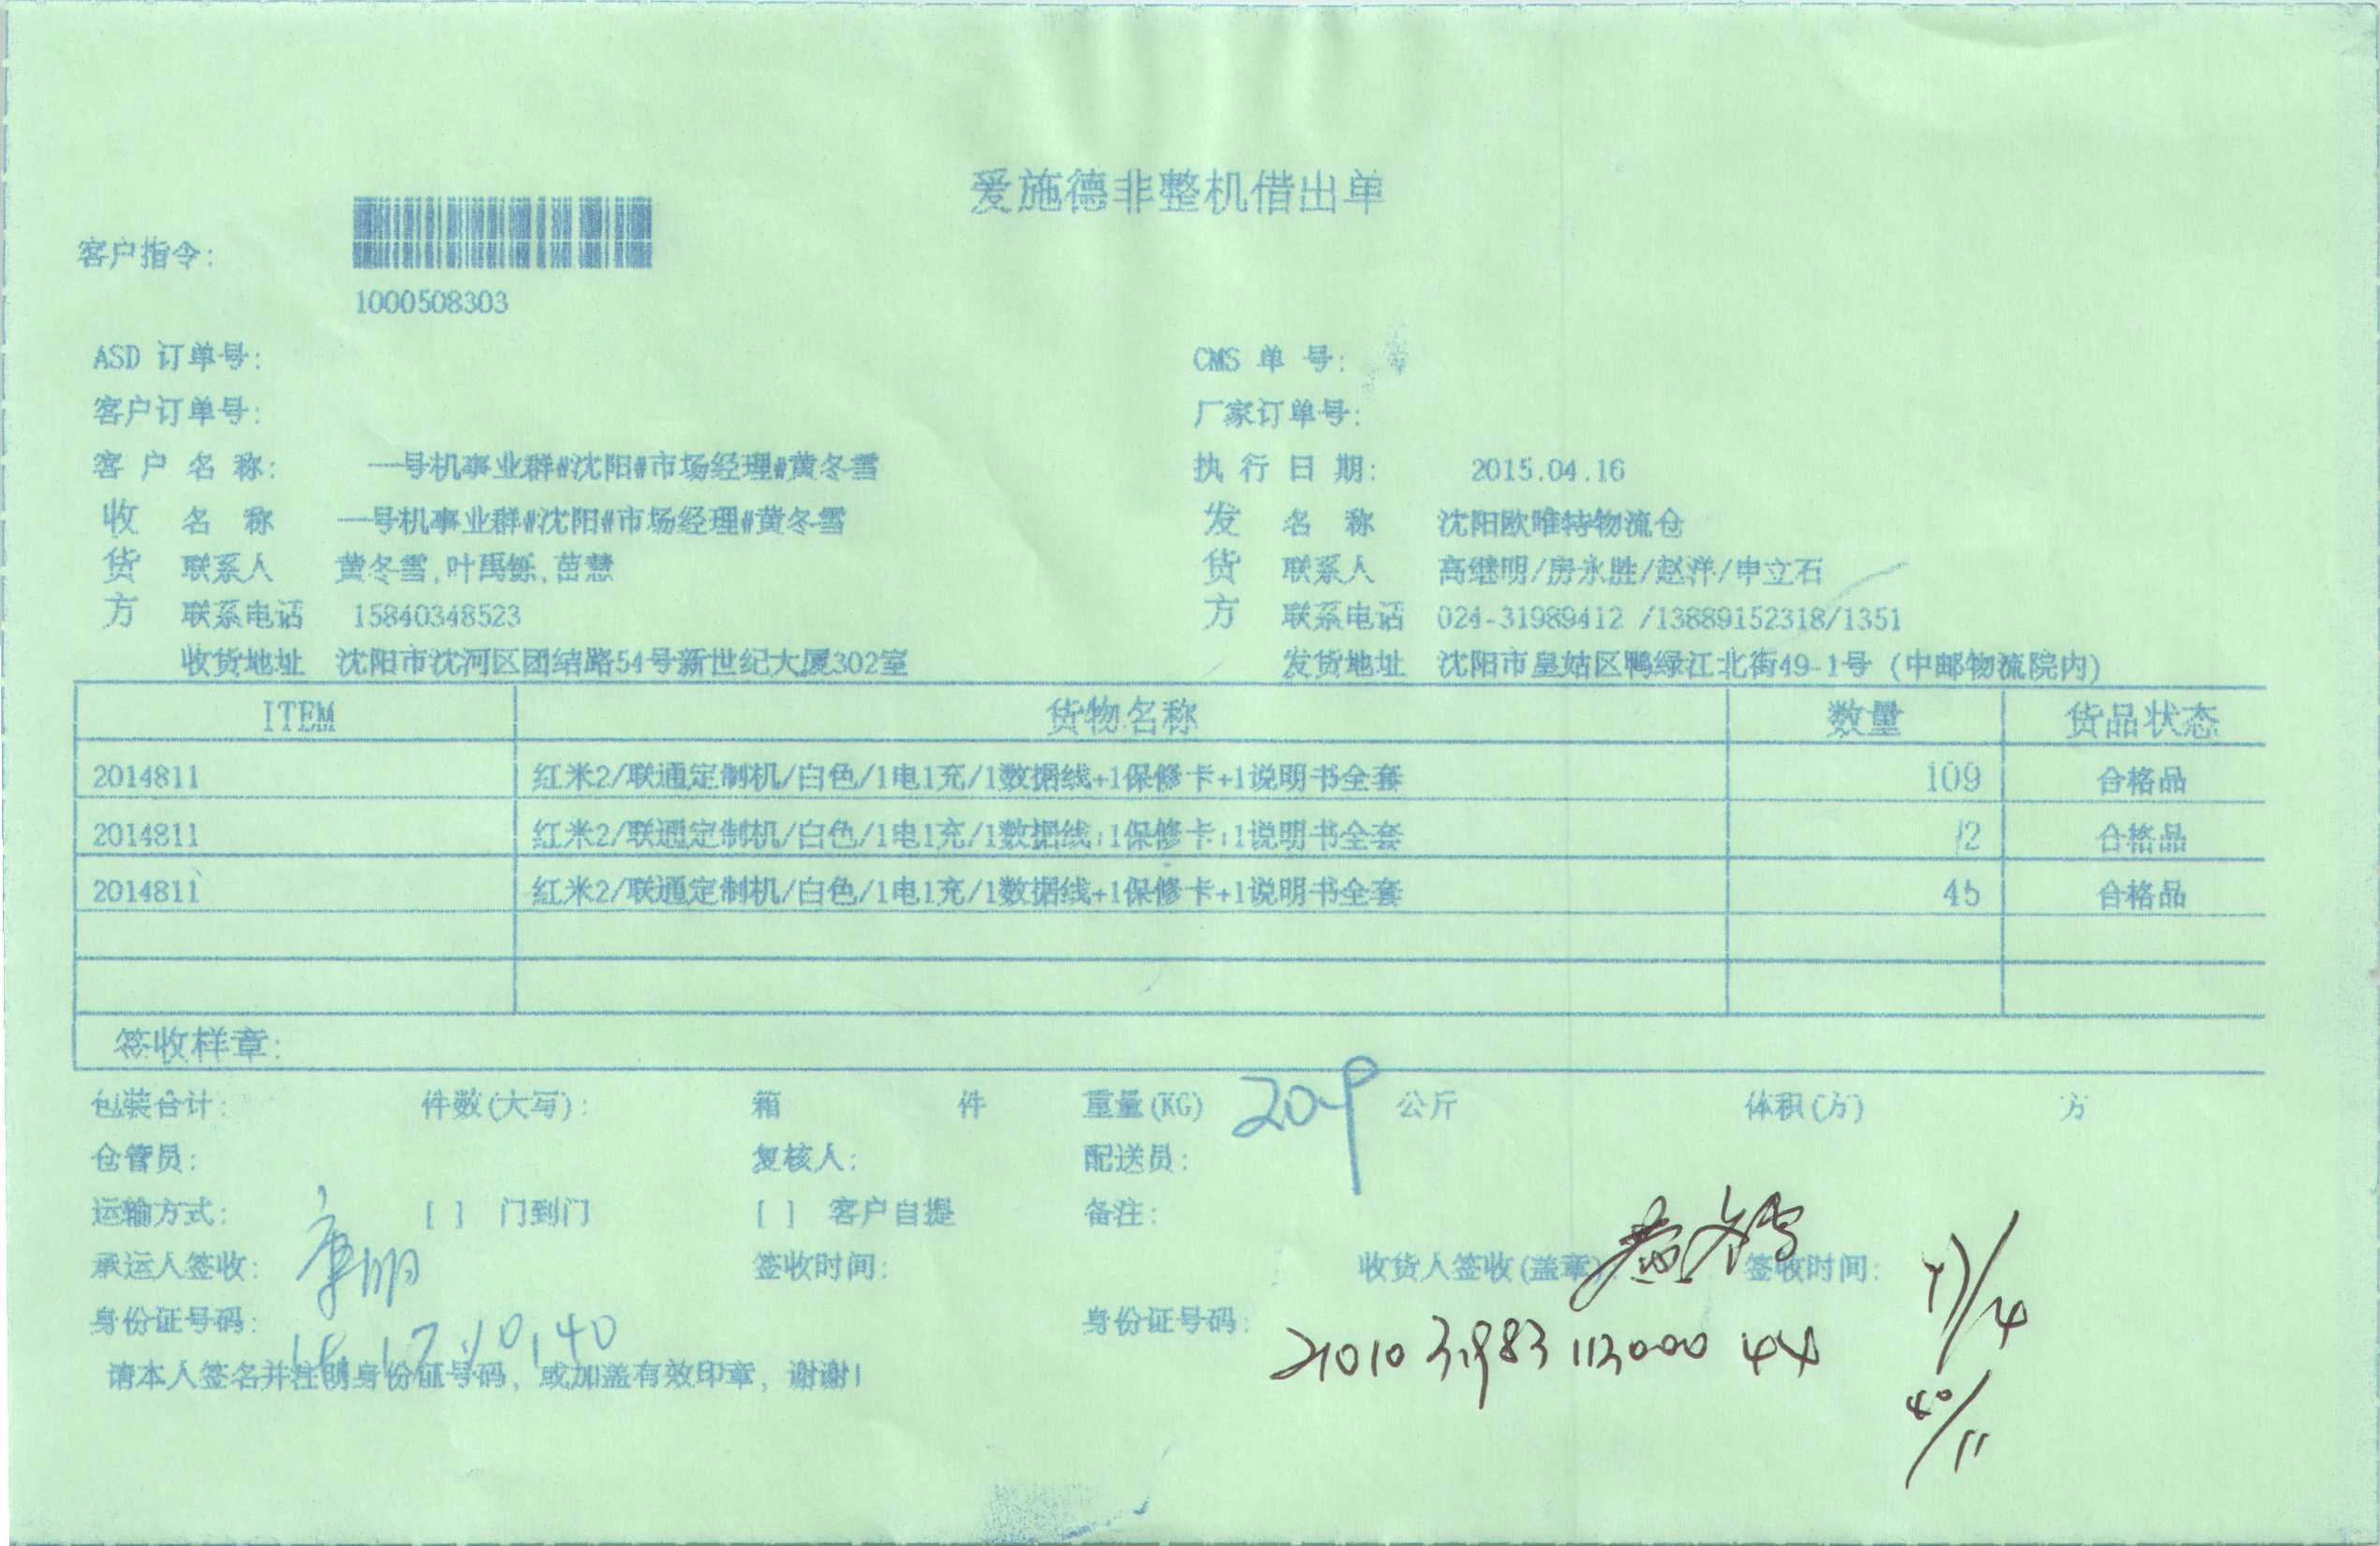 爱施德非整机借出单
客户指令:
1000508303
ASD 订单号: CMS 单 号:
客户订单号: 厂家订单号:
客 户 名 称: 一号机事业群#沈阳#市场经理#黄冬雪 执 行 日 期: 2015.04.16
收 名 称 一号机事业群#沈阳#市场经理#黄冬雪 发 名 称 沈阳欧唯特物流仓
货 联系人 黄冬雪,叶禹铄,苗慧 货 联系人 高继明/房永胜/赵洋/申立石
方 联系电话 15840348523 方 联系电话 024-31989412 /13889152318/1351
收货地址 沈阳市沈河区团结路54号新世纪大厦302室 发货地址 沈阳市皇姑区鸭绿江北街49-1号 (中邮物流院内)
ITEM 货物名称 数量 货品状态
2014811 红米2/联通定制机/白色/1电1充/1数据线+1保修卡+1说明书全套 109 合格品
2014811 红米2/联通定制机/白色/1电1充/1数据线+1保修卡+1说明书全套 12 合格品
2014811 红米2/联通定制机/白色/1电1充/1数据线+1保修卡+1说明书全套 45 合格品
签收样章:
包装合计: 件数(大写): 箱 件 重量(KG) 209 公斤 体积(方) 方
仓管员: 复核人: 配送员:
运输方式: [ ] 门到门 [ ] 客户自提 备注:
承运人签收: 签收时间: 收货人签收(盖章): 黄冬雪 签收时间: 17/4
身份证号码: 身份证号码: 210103198311300044
40/11
请本人签名并注明身份证号码, 或加盖有效印章, 谢谢!